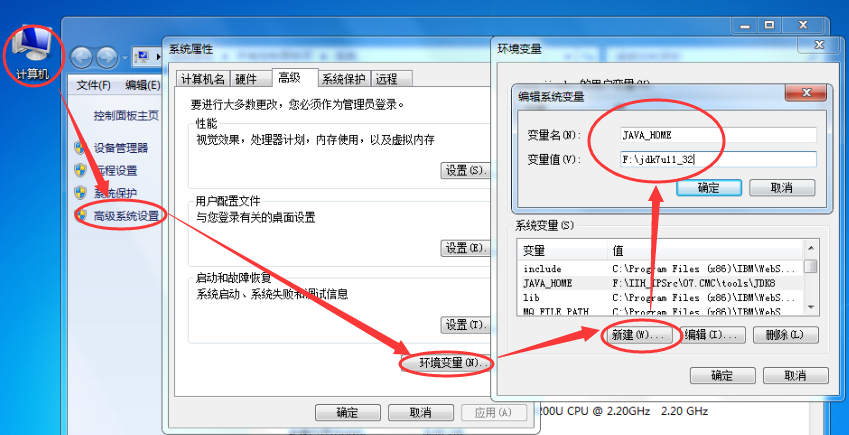 计算机
文件(F)
编辑(E)
控制面板主页
设备管理器
远程设置
系统保护
高级系统设置
系统属性
计算机名
硬件
高级
系统保护
远程
要进行大多数更改，您必须作为管理员登录。
性能
视觉效果，处理器计划，内存使用，以及虚拟内存
设置(S).
用户配置文件
与您登录有关的桌面设置
设置(E).
启动和故障恢复
系统启动、系统失败和调试信息
设置(T).
环境变量(N)..
确定
取消
应用(A)
环境变量
编辑系统变量
变量名(N):
JAVA_HOME
变量值(V):
F:\jdk7u11_32
确定
取消
系统变量(S)
变量
值
include
C:\Program Files (x86)\IBM\WebS...
JAVA_HOME
F:\IIH_IPSrc\07.CMC\tools\JDK8
lib
C:\Program Files (x86)\IBM\WebS...
MQ_FILE_PATH
C:\Program Files (x86)\IBM\WebS...
新建(W)...
编辑(I)...
删除(L)
确定
取消
200U CPU @ 2.20GHz
2.20 GHz